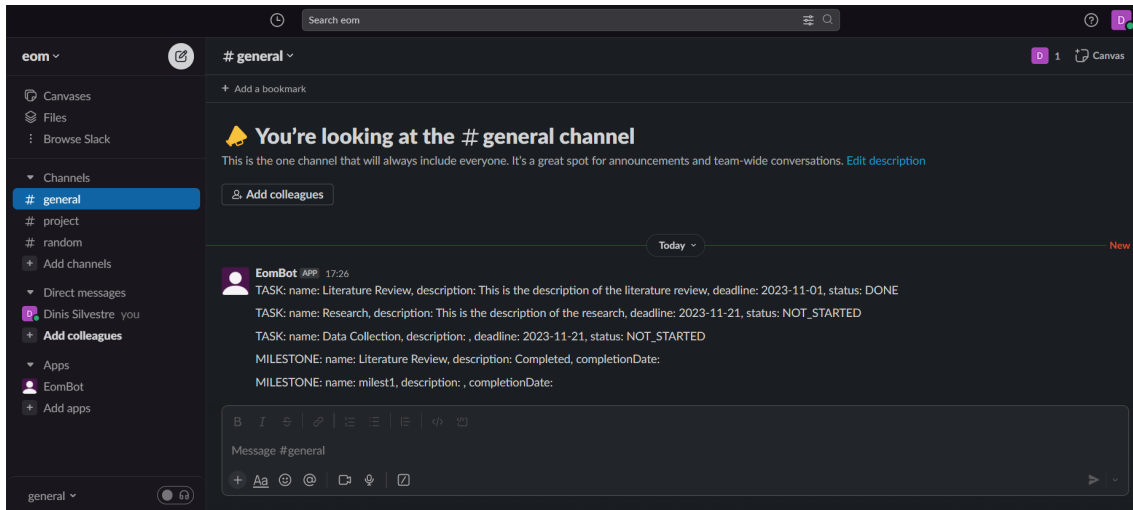 Search eom
D
eom
# general
D 1 Canvas
Canvases
Files
Browse Slack
+ Add a bookmark
You're looking at the # general channel
This is the one channel that will always include everyone. It's a great spot for announcements and team-wide conversations. Edit description
Add colleagues
Channels
# general
# project
# random
+ Add channels
Direct messages
D Dinis Silvestre you
+ Add colleagues
Apps
EomBot
+ Add apps
general
Today
New
EomBot APP 17:26
TASK: name: Literature Review, description: This is the description of the literature review, deadline: 2023-11-01, status: DONE
TASK: name: Research, description: This is the description of the research, deadline: 2023-11-21, status: NOT_STARTED
TASK: name: Data Collection, description: , deadline: 2023-11-21, status: NOT_STARTED
MILESTONE: name: Literature Review, description: Completed, completionDate:
MILESTONE: name: milest1, description: , completionDate:
B I S
Message #general
+ Aa @